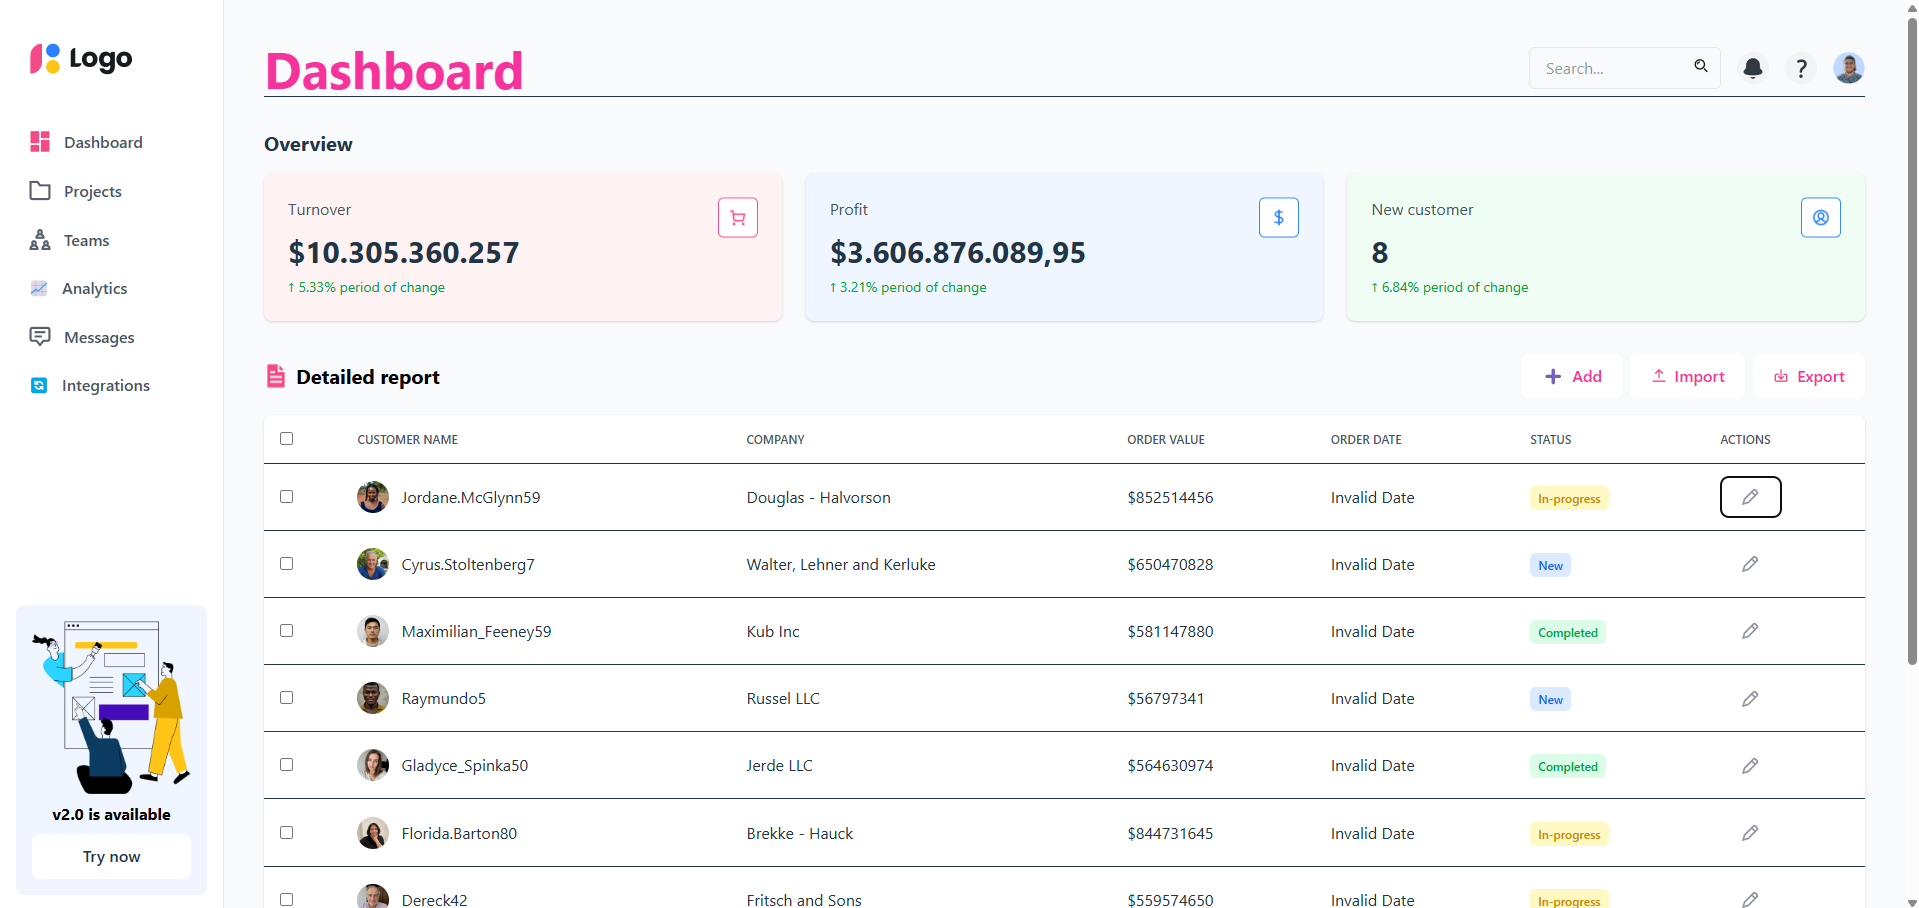 Logo
Dashboard
Projects
Teams
Analytics
Messages
Integrations
v2.0 is available
Try now
Dashboard
Search...
?
Overview
Turnover
$10.305.360.257
↑ 5.33% period of change
Profit
$3.606.876.089,95
↑ 3.21% period of change
$
New customer
8
↑ 6.84% period of change
Detailed report
Add
Import
Export
CUSTOMER NAME COMPANY ORDER VALUE ORDER DATE STATUS ACTIONS
Jordane.McGlynn59 Douglas - Halvorson $852514456 Invalid Date In-progress
Cyrus.Stoltenberg7 Walter, Lehner and Kerluke $650470828 Invalid Date New
Maximilian_Feeney59 Kub Inc $581147880 Invalid Date Completed
Raymundo5 Russel LLC $56797341 Invalid Date New
Gladyce_Spinka50 Jerde LLC $564630974 Invalid Date Completed
Florida.Barton80 Brekke - Hauck $844731645 Invalid Date In-progress
Dereck42 Fritsch and Sons $559574650 Invalid Date In-progress